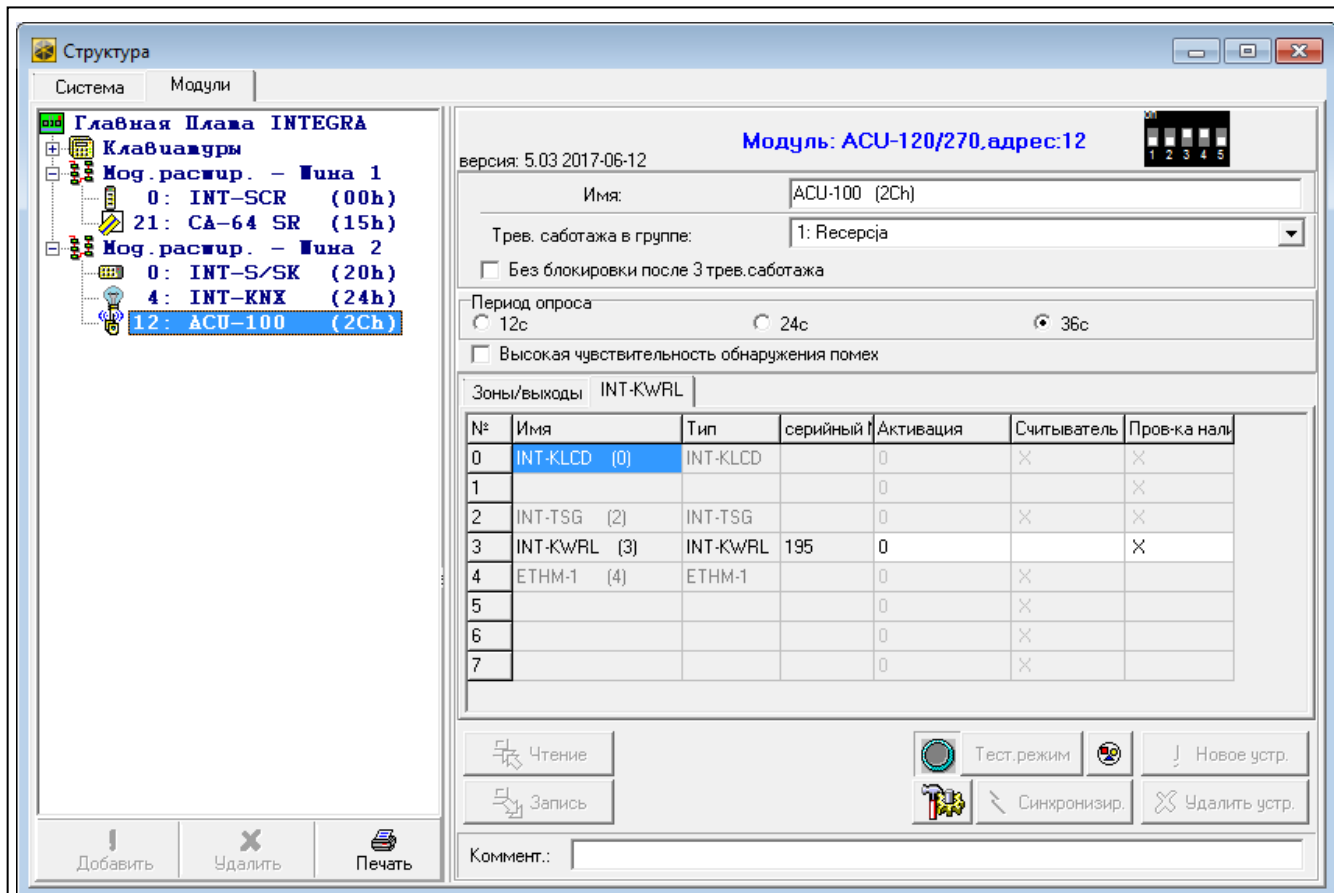 Структура
Система Модули
Главная Плата INTEGRA
Клавиатуры
Мод.расшир. – Шина 1
0: INT-SCR (00h)
21: CA-64 SR (15h)
Мод.расшир. – Шина 2
0: INT-S/SK (20h)
4: INT-KNX (24h)
12: ACU-100 (2Ch)
Добавить Удалить Печать
Модуль: ACU-120/270,адрес:12
on
1 2 3 4 5
версия: 5.03 2017-06-12
Имя: ACU-100 (2Ch)
Трев. саботажа в группе: 1: Recepcja
Без блокировки после 3 трев.саботажа
Период опроса
12с 24с 36с
Высокая чувствительность обнаружения помех
Зоны/выходы INT-KWRL
№ Имя Тип серийный Активация Считыватель Пров-ка нали
0 INT-KLCD (0) INT-KLCD 0 X X
1 0 X
2 INT-TSG (2) INT-TSG 0 X X
3 INT-KWRL (3) INT-KWRL 195 0 X
4 ETHM-1 (4) ETHM-1 0 X
5 0 X
6 0 X
7 0 X
Чтение Тест.режим Новое устр.
Запись Синхронизир. Удалить устр.
Коммент.: